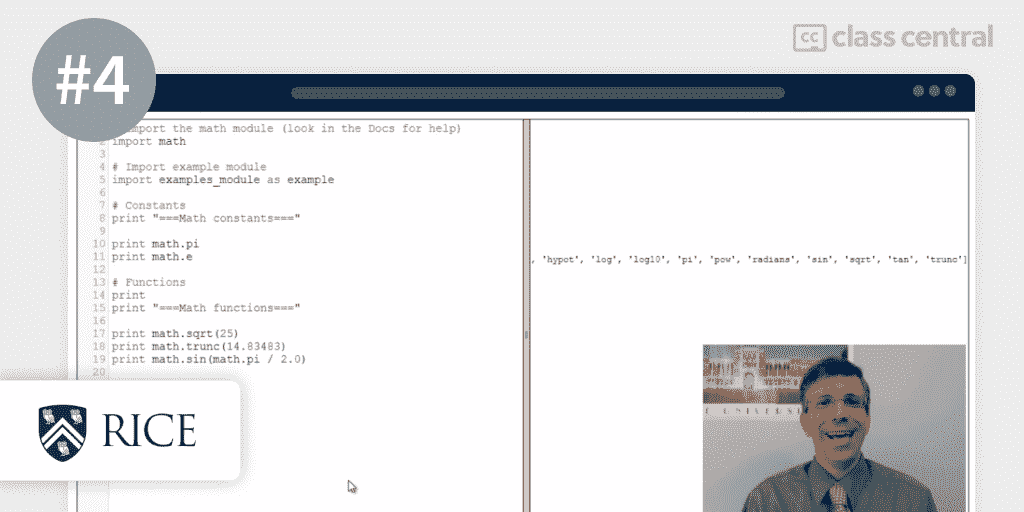 #4
class central
import the math module (look in the Docs for help)
2 import math
3
4 # Import example module
5 import examples_module as example
6
7 # Constants
8 print "===Math constants==="
9
10 print math.pi
11 print math.e
12
13 # Functions
14 print
15 print "===Math functions==="
16
17 print math.sqrt(25)
18 print math.trunc(14.83483)
19 print math.sin(math.pi / 2.0)
20
, 'hypot', 'log', 'log10', 'pi', 'pow', 'radians', 'sin', 'sqrt', 'tan', 'trunc']
RICE